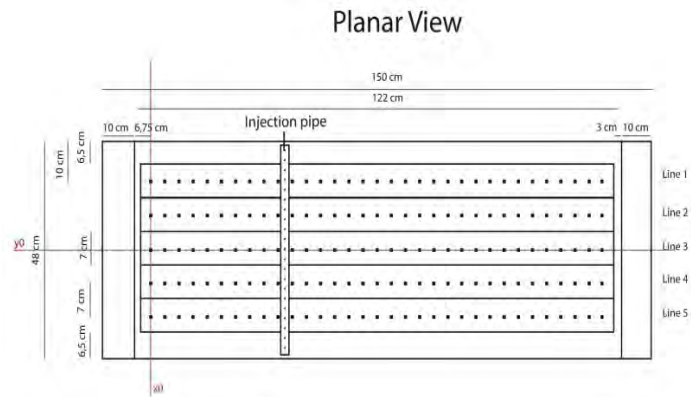 Planar View
150 cm
122 cm
10 cm
6,75 cm
Injection pipe
3 cm
10 cm
6,5 cm
10 cm
Line 1
Line 2
y0
48 cm
7 cm
Line 3
7 cm
Line 4
6,5 cm
Line 5
x0